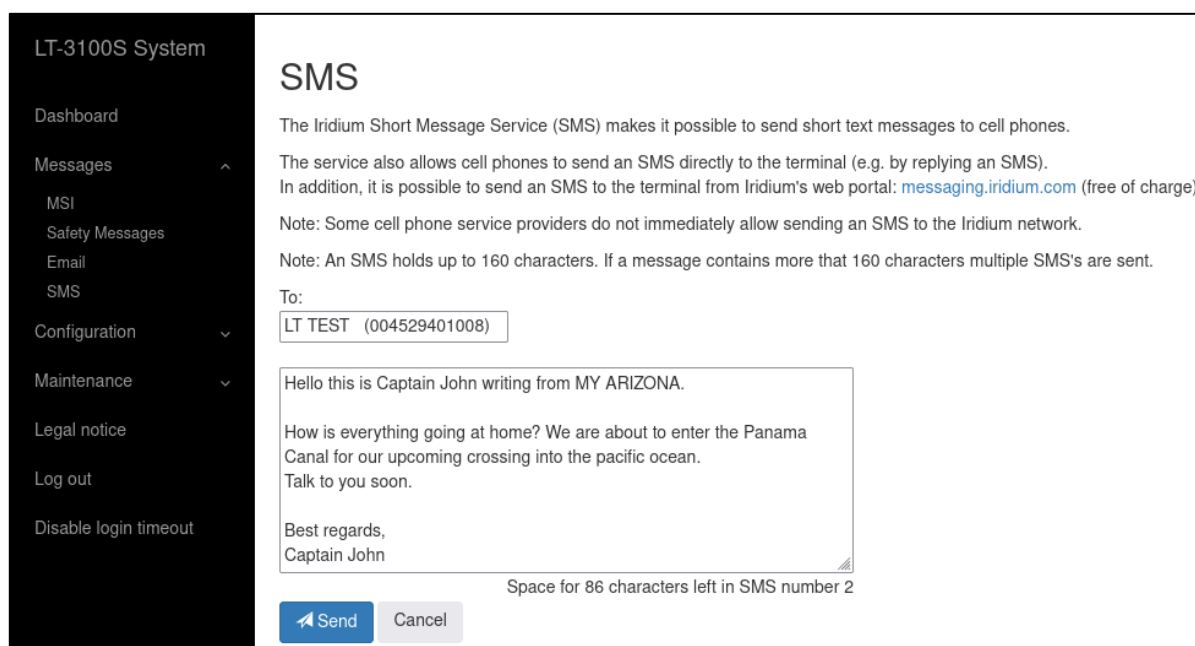 LT-3100S System
Dashboard
Messages
MSI
Safety Messages
Email
SMS
Configuration
Maintenance
Legal notice
Log out
Disable login timeout
SMS
The Iridium Short Message Service (SMS) makes it possible to send short text messages to cell phones.
The service also allows cell phones to send an SMS directly to the terminal (e.g. by replying an SMS).
In addition, it is possible to send an SMS to the terminal from Iridium's web portal: messaging.iridium.com (free of charge)
Note: Some cell phone service providers do not immediately allow sending an SMS to the Iridium network.
Note: An SMS holds up to 160 characters. If a message contains more that 160 characters multiple SMS's are sent.
To:
LT TEST (004529401008)
Hello this is Captain John writing from MY ARIZONA.
How is everything going at home? We are about to enter the Panama
Canal for our upcoming crossing into the pacific ocean.
Talk to you soon.
Best regards,
Captain John
Space for 86 characters left in SMS number 2
Send
Cancel